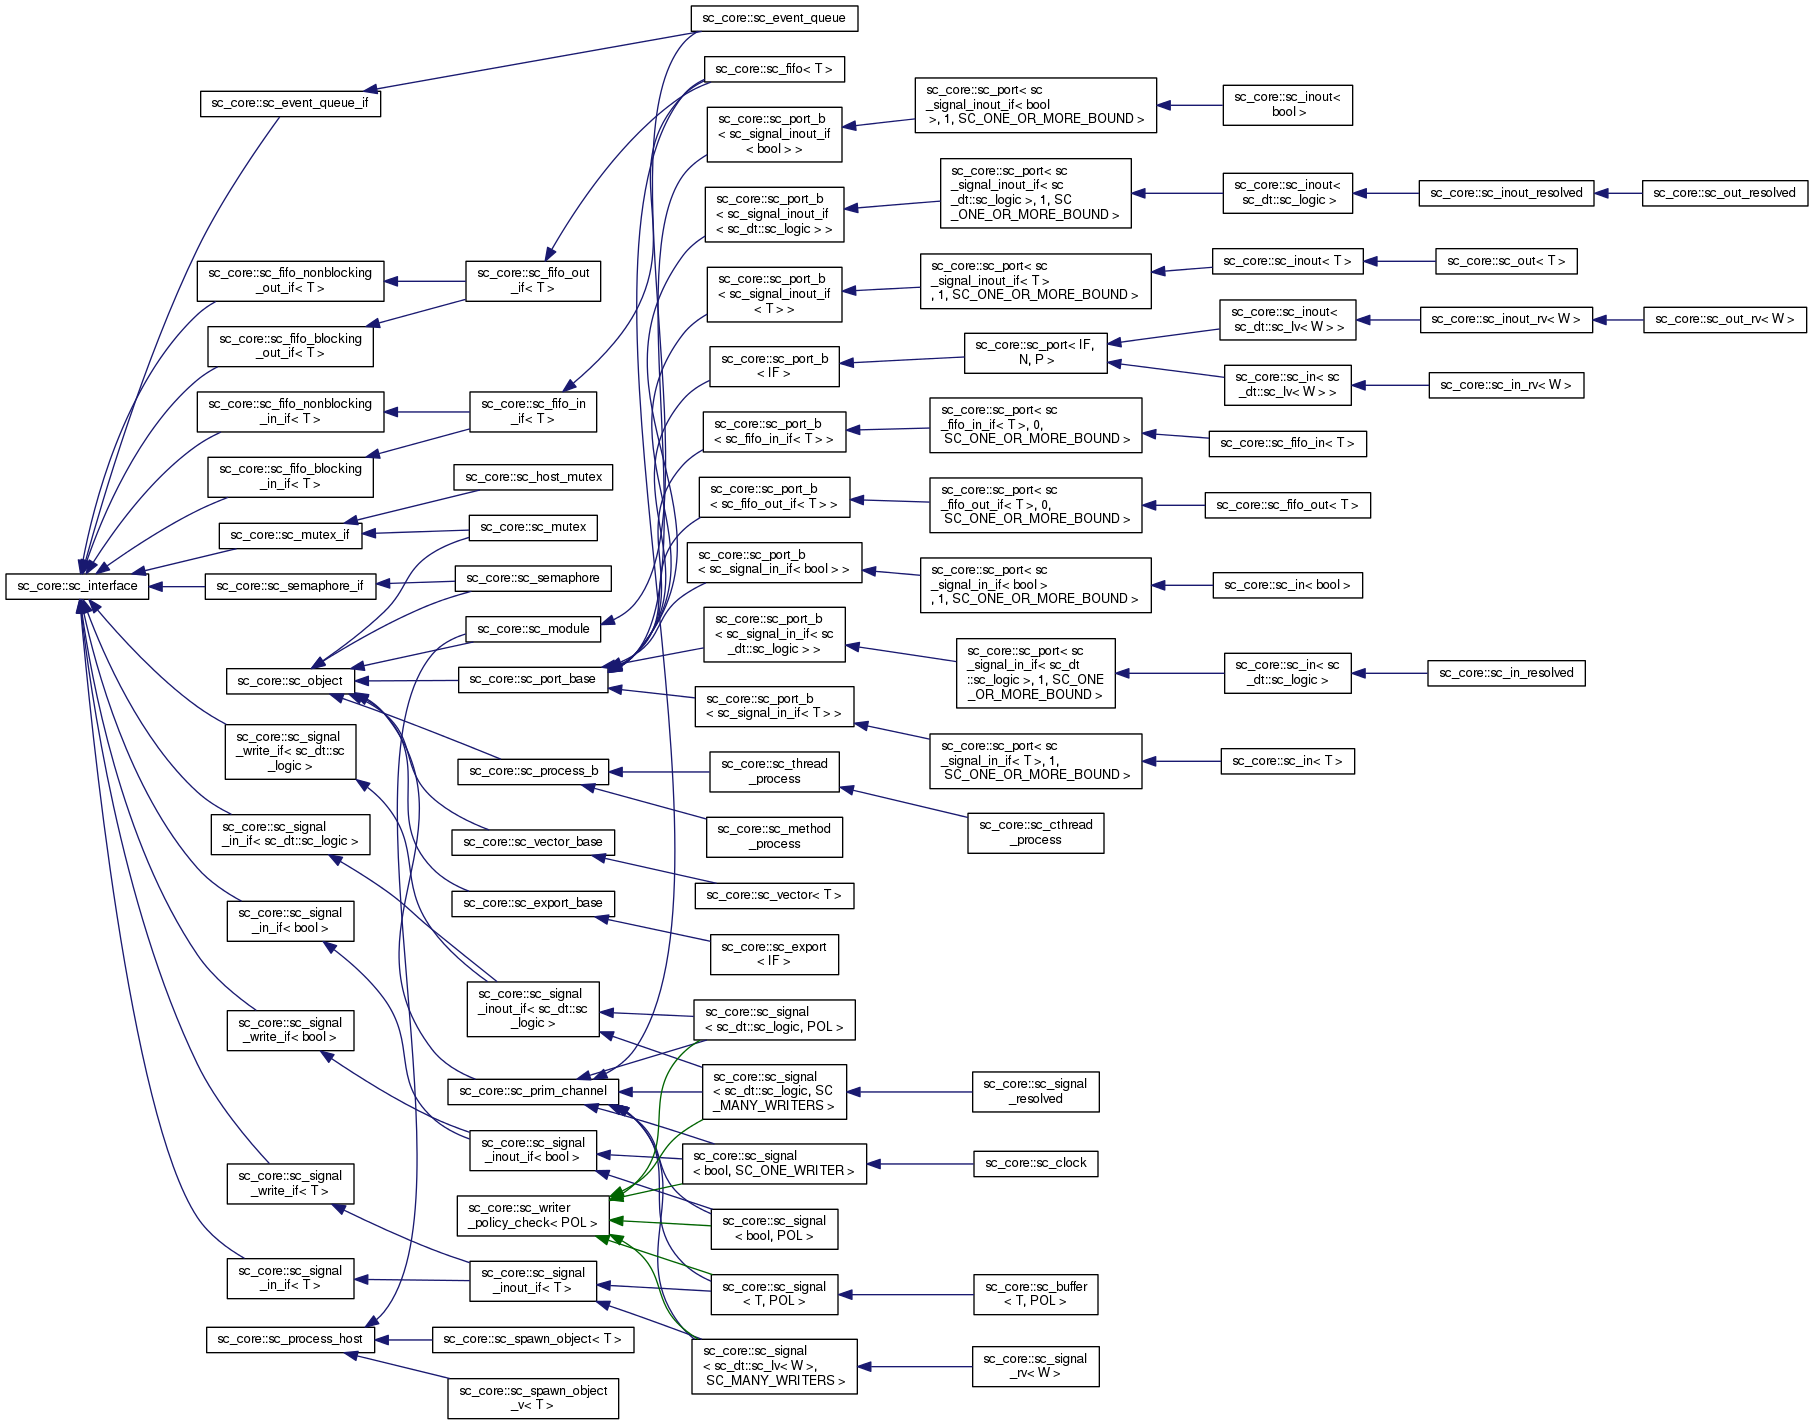 sc_core::sc_interface
sc_core::sc_event_queue_if
sc_core::sc_fifo_nonblocking
_out_if< T >
sc_core::sc_fifo_blocking
_out_if< T >
sc_core::sc_fifo_nonblocking
_in_if< T >
sc_core::sc_fifo_blocking
_in_if< T >
sc_core::sc_mutex_if
sc_core::sc_semaphore_if
sc_core::sc_object
sc_core::sc_signal
_write_if< sc_dt::sc
_logic >
sc_core::sc_signal
_in_if< sc_dt::sc_logic >
sc_core::sc_signal
_in_if< bool >
sc_core::sc_signal
_write_if< bool >
sc_core::sc_signal
_write_if< T >
sc_core::sc_signal
_in_if< T >
sc_core::sc_process_host
sc_core::sc_fifo_out
_if< T >
sc_core::sc_fifo_in
_if< T >
sc_core::sc_host_mutex
sc_core::sc_mutex
sc_core::sc_semaphore
sc_core::sc_module
sc_core::sc_port_base
sc_core::sc_process_b
sc_core::sc_vector_base
sc_core::sc_export_base
sc_core::sc_signal
_inout_if< sc_dt::sc
_logic >
sc_core::sc_prim_channel
sc_core::sc_signal
_inout_if< bool >
sc_core::sc_writer
_policy_check< POL >
sc_core::sc_signal
_inout_if< T >
sc_core::sc_spawn_object< T >
sc_core::sc_spawn_object
_v< T >
sc_core::sc_event_queue
sc_core::sc_fifo< T >
sc_core::sc_port_b
< sc_signal_inout_if
< bool > >
sc_core::sc_port_b
< sc_signal_inout_if
< sc_dt::sc_logic > >
sc_core::sc_port_b
< sc_signal_inout_if
< T > >
sc_core::sc_port_b
< IF >
sc_core::sc_port_b
< sc_fifo_in_if< T > >
sc_core::sc_port_b
< sc_fifo_out_if< T > >
sc_core::sc_port_b
< sc_signal_in_if< bool > >
sc_core::sc_port_b
< sc_signal_in_if< sc
_dt::sc_logic > >
sc_core::sc_port_b
< sc_signal_in_if< T > >
sc_core::sc_thread
_process
sc_core::sc_method
_process
sc_core::sc_vector< T >
sc_core::sc_export
< IF >
sc_core::sc_signal
< sc_dt::sc_logic, POL >
sc_core::sc_signal
< sc_dt::sc_logic, SC
_MANY_WRITERS >
sc_core::sc_signal
< bool, SC_ONE_WRITER >
sc_core::sc_signal
< bool, POL >
sc_core::sc_signal
< T, POL >
sc_core::sc_signal
< sc_dt::sc_lv< W >,
SC_MANY_WRITERS >
sc_core::sc_port< sc
_signal_inout_if< bool
>, 1, SC_ONE_OR_MORE_BOUND >
sc_core::sc_port< sc
_signal_inout_if< sc
_dt::sc_logic >, 1, SC
_ONE_OR_MORE_BOUND >
sc_core::sc_port< sc
_signal_inout_if< T >
, 1, SC_ONE_OR_MORE_BOUND >
sc_core::sc_port< IF,
N, P >
sc_core::sc_port< sc
_fifo_in_if< T >, 0,
SC_ONE_OR_MORE_BOUND >
sc_core::sc_port< sc
_fifo_out_if< T >, 0,
SC_ONE_OR_MORE_BOUND >
sc_core::sc_port< sc
_signal_in_if< bool >
, 1, SC_ONE_OR_MORE_BOUND >
sc_core::sc_port< sc
_signal_in_if< sc_dt
::sc_logic >, 1, SC_ONE
_OR_MORE_BOUND >
sc_core::sc_port< sc
_signal_in_if< T >, 1,
SC_ONE_OR_MORE_BOUND >
sc_core::sc_cthread
_process
sc_core::sc_signal
_resolved
sc_core::sc_clock
sc_core::sc_buffer
< T, POL >
sc_core::sc_signal
_rv< W >
sc_core::sc_inout<
bool >
sc_core::sc_inout<
sc_dt::sc_logic >
sc_core::sc_inout< T >
sc_core::sc_inout<
sc_dt::sc_lv< W > >
sc_core::sc_in< sc
_dt::sc_lv< W > >
sc_core::sc_fifo_in< T >
sc_core::sc_fifo_out< T >
sc_core::sc_in< bool >
sc_core::sc_in< sc
_dt::sc_logic >
sc_core::sc_in< T >
sc_core::sc_inout_resolved
sc_core::sc_out< T >
sc_core::sc_inout_rv< W >
sc_core::sc_in_rv< W >
sc_core::sc_in_resolved
sc_core::sc_out_resolved
sc_core::sc_out_rv< W >